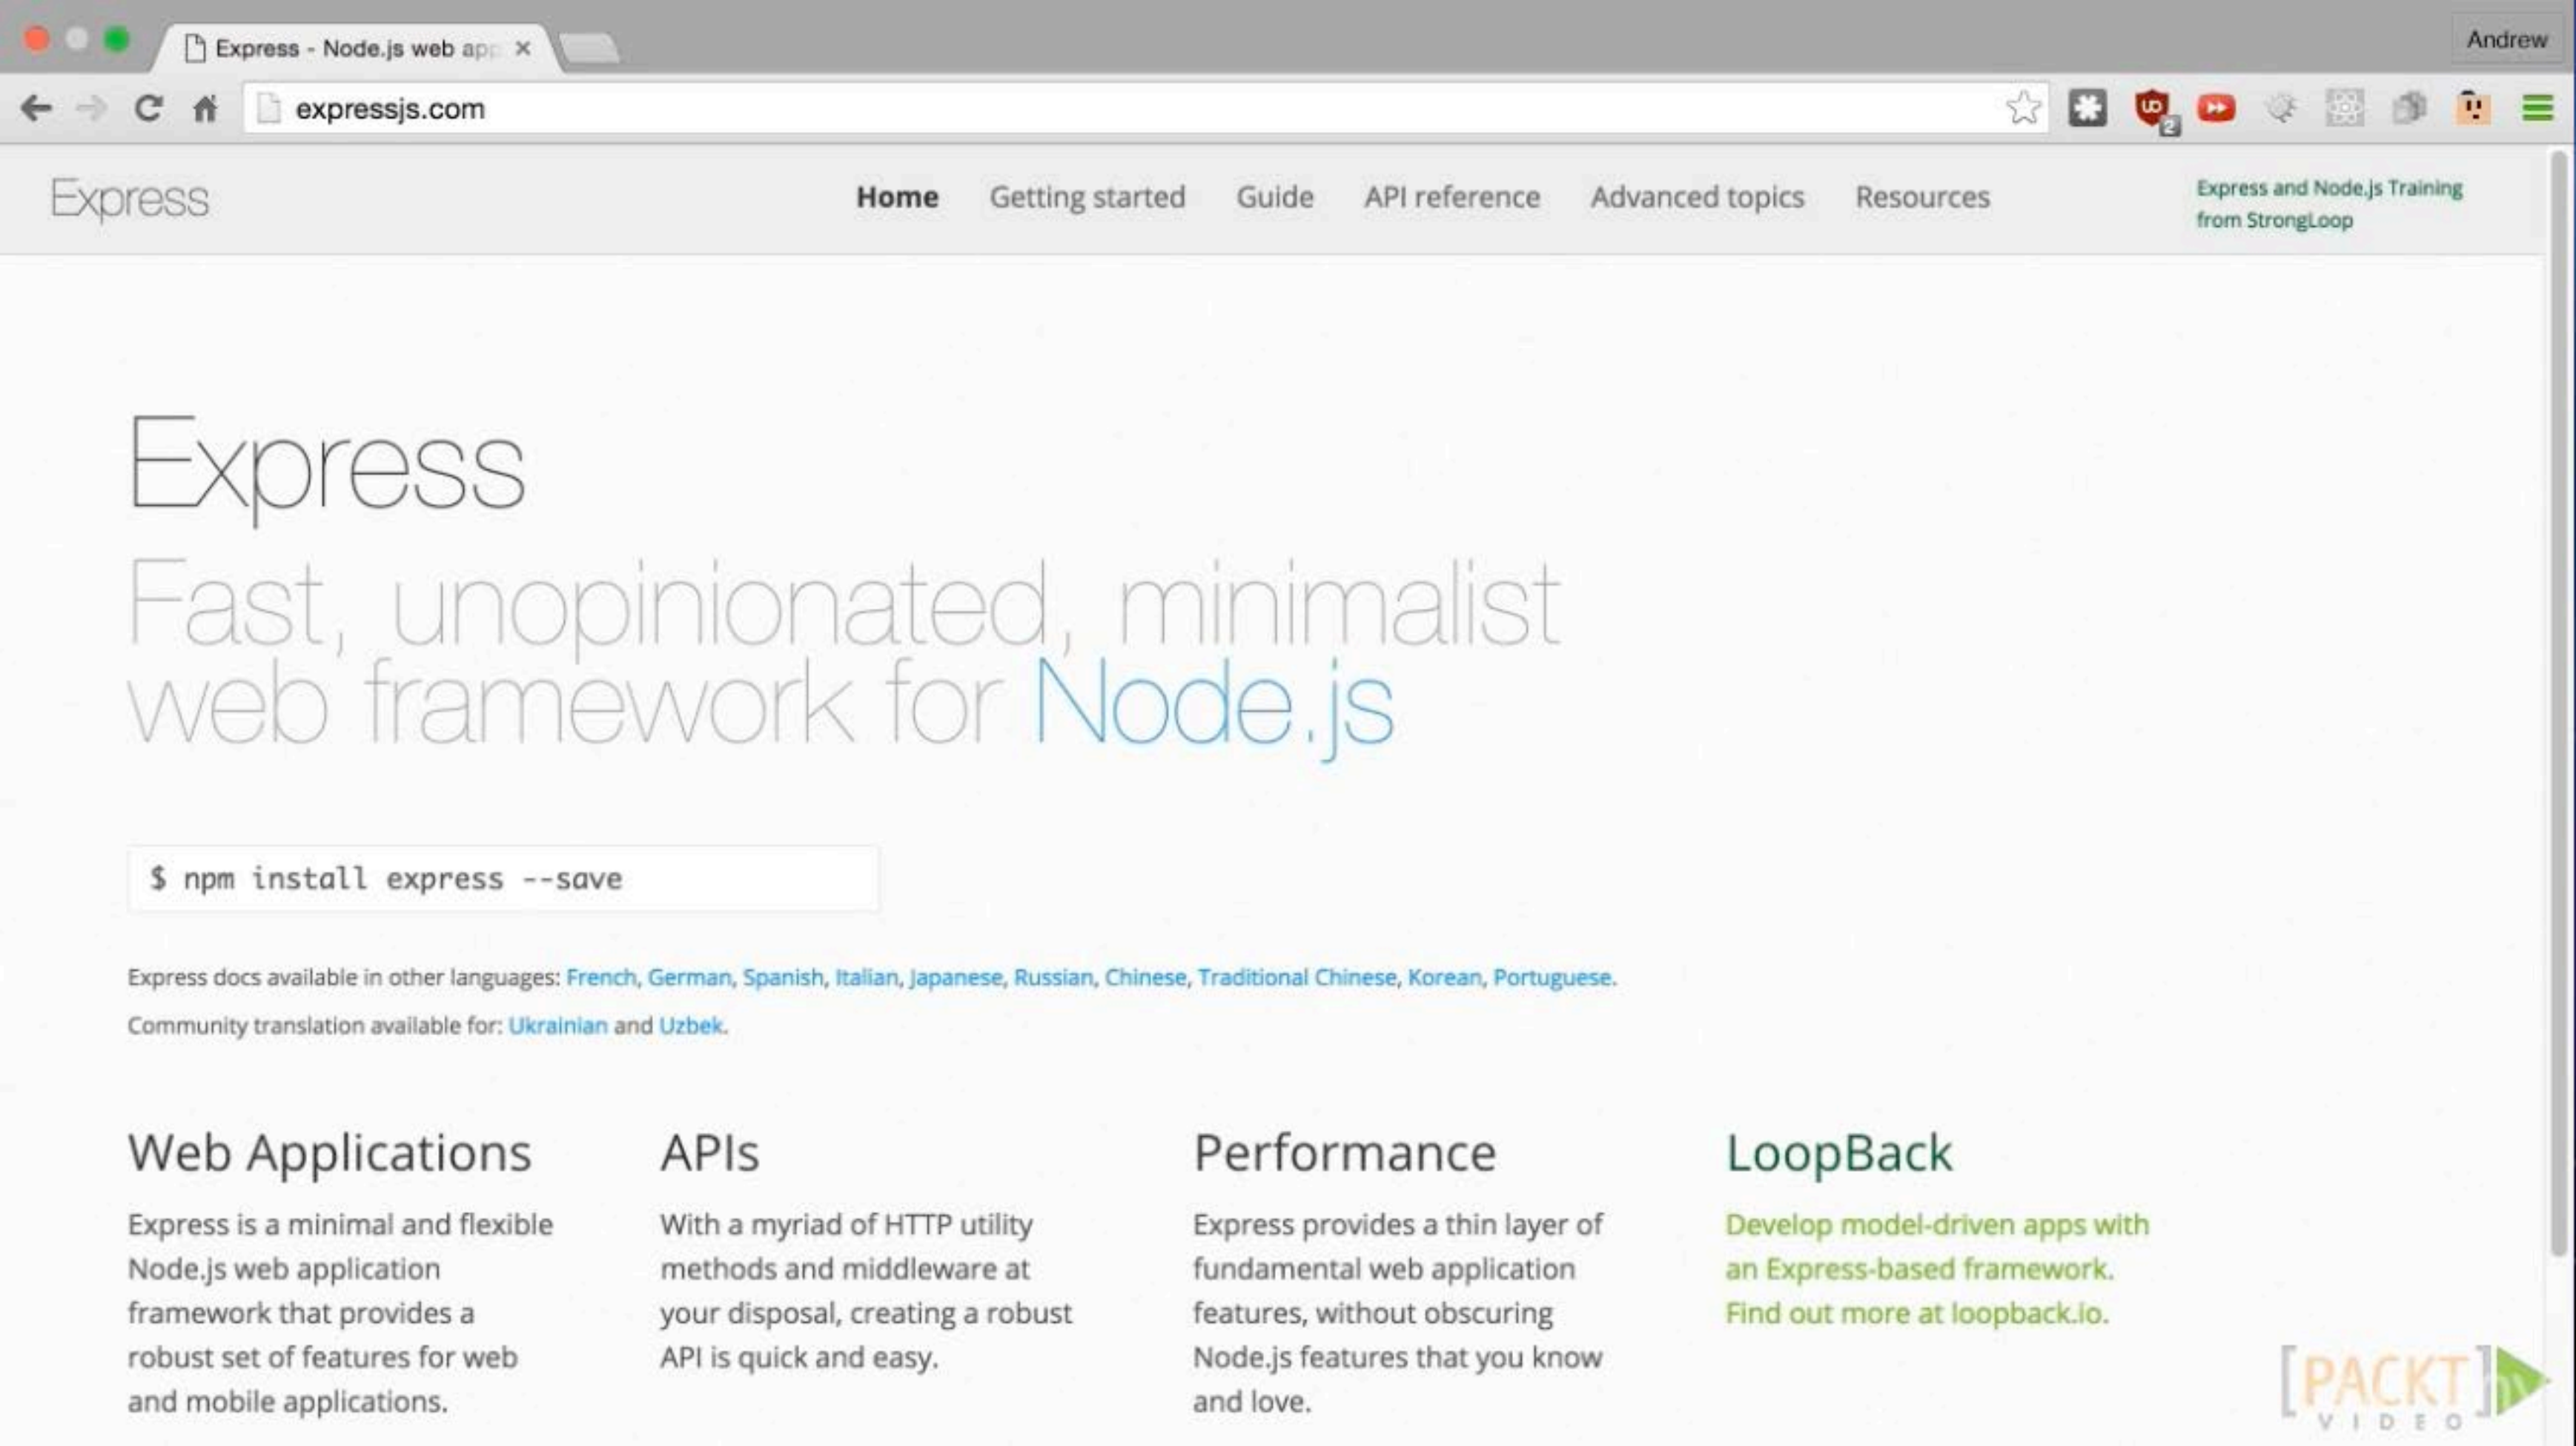 Express - Node.js web app
Andrew
expressjs.com
2
Express
Home
Getting started
Guide
API reference
Advanced topics
Resources
Express and Node.js Training
from StrongLoop
Express
Fast, unopinionated, minimalist
web framework for Node.js
$ npm install express --save
Express docs available in other languages: French, German, Spanish, Italian, Japanese, Russian, Chinese, Traditional Chinese, Korean, Portuguese.
Community translation available for: Ukrainian and Uzbek.
Web Applications
Express is a minimal and flexible
Node.js web application
framework that provides a
robust set of features for web
and mobile applications.
APIs
With a myriad of HTTP utility
methods and middleware at
your disposal, creating a robust
API is quick and easy.
Performance
Express provides a thin layer of
fundamental web application
features, without obscuring
Node.js features that you know
and love.
LoopBack
Develop model-driven apps with
an Express-based framework.
Find out more at loopback.io.
[PACKT]
VIDEO